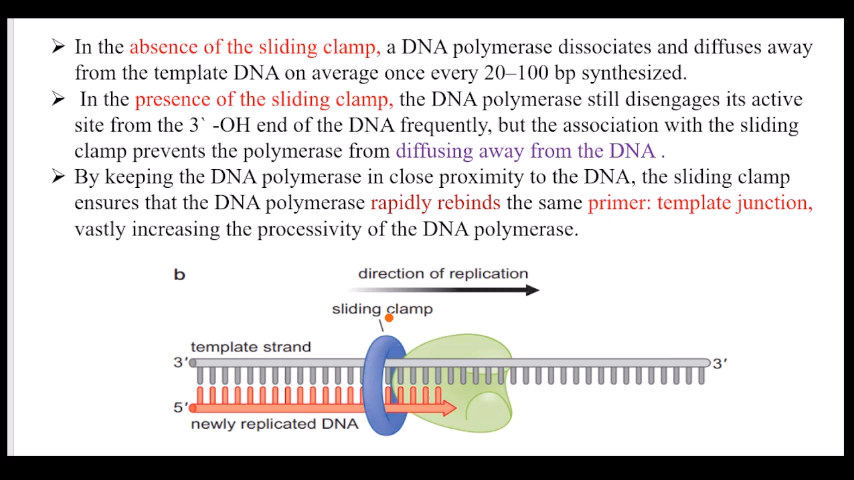 ➢ In the absence of the sliding clamp, a DNA polymerase dissociates and diffuses away
from the template DNA on average once every 20–100 bp synthesized.
➢ In the presence of the sliding clamp, the DNA polymerase still disengages its active
site from the 3` -OH end of the DNA frequently, but the association with the sliding
clamp prevents the polymerase from diffusing away from the DNA .
➢ By keeping the DNA polymerase in close proximity to the DNA, the sliding clamp
ensures that the DNA polymerase rapidly rebinds the same primer: template junction,
vastly increasing the processivity of the DNA polymerase.
b
direction of replication
sliding clamp
template strand
3′ 3′
5′
newly replicated DNA